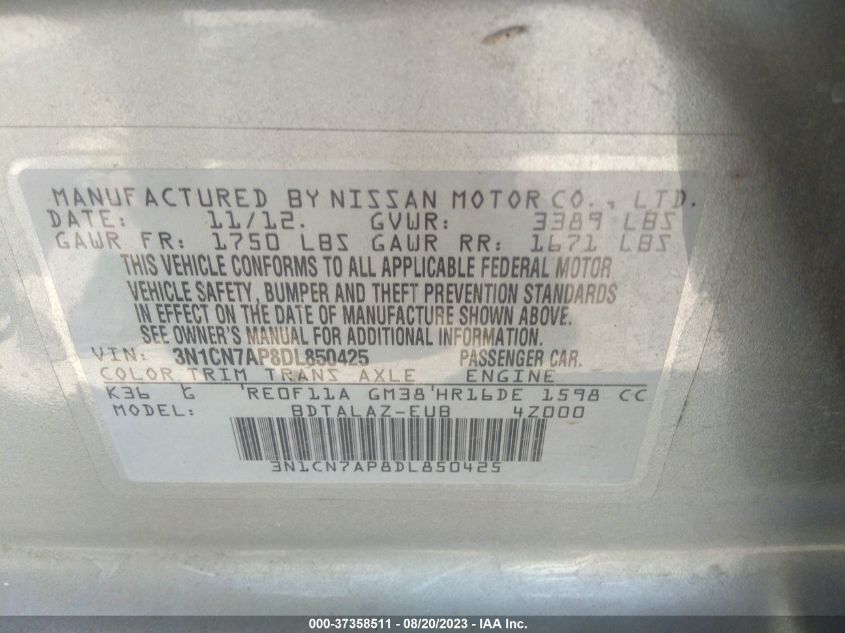 MANUFACTURED BY NISSAN MOTOR CO., LTD.
DATE: 11/12. GVWR: 3389 LBS
GAWR FR: 1750 LBS GAWR RR: 1671 LBS
THIS VEHICLE CONFORMS TO ALL APPLICABLE FEDERAL MOTOR
VEHICLE SAFETY, BUMPER AND THEFT PREVENTION STANDARDS
IN EFFECT ON THE DATE OF MANUFACTURE SHOWN ABOVE.
SEE OWNER'S MANUAL FOR ADDITIONAL INFORMATION.
VIN: 3N1CN7AP8DL850425 PASSENGER CAR.
COLOR TRIM TRANS AXLE ENGINE
K36 G 'RE0F11A GM38'HR16DE 1598 CC
MODEL: BDTALAZ-EUB 4Z000
3N1CN7AP8DL850425
000-37358511 - 08/20/2023 - IAA Inc.